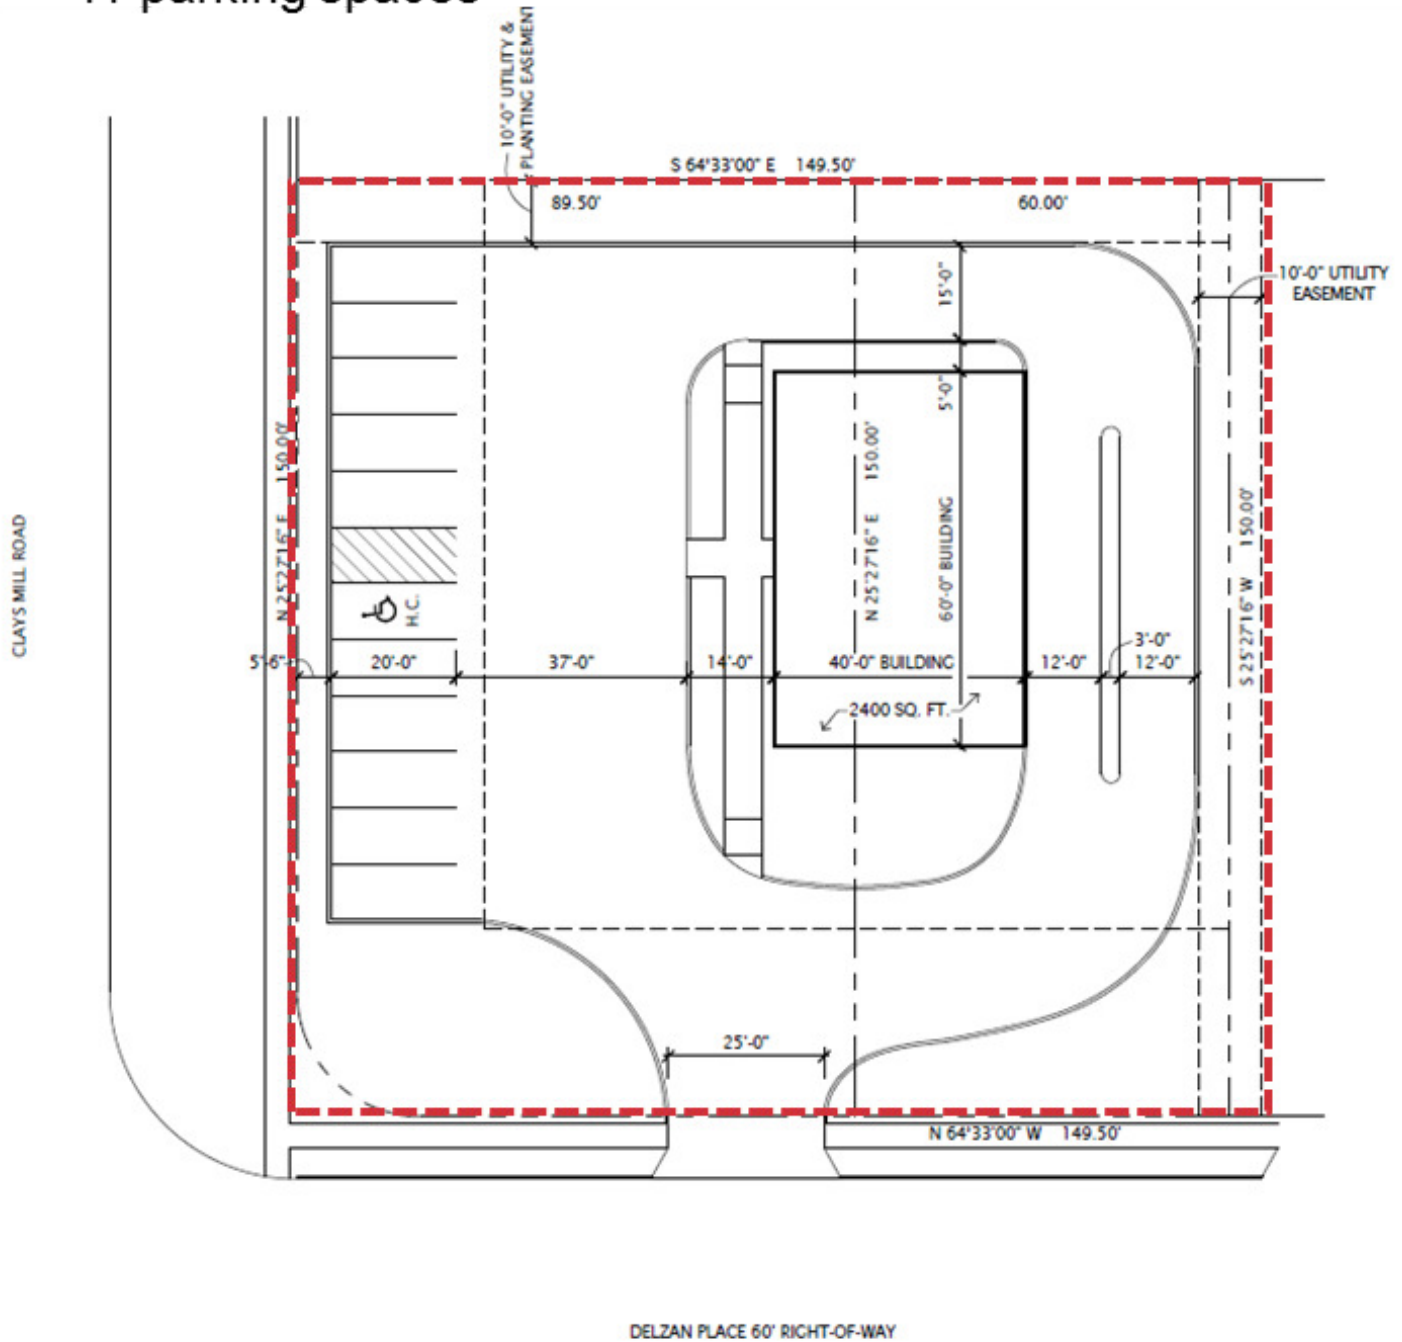 parking spaces
10'-0" UTILITY &
PLANTING EASEMENT
S 64°33'00" E 149.50'
89.50'
60.00'
10'-0" UTILITY
EASEMENT
15'-0"
5'-0"
N 25°27'16" E 150.00'
N 25°27'16" E 150.00'
60'-0" BUILDING
S 25°27'16" W 150.00'
CLAYS MILL ROAD
H.C.
5'-6"
20'-0"
37'-0"
14'-0"
40'-0" BUILDING
12'-0"
3'-0"
12'-0"
2400 SQ. FT.
25'-0"
N 64°33'00" W 149.50'
DELZAN PLACE 60' RIGHT-OF-WAY